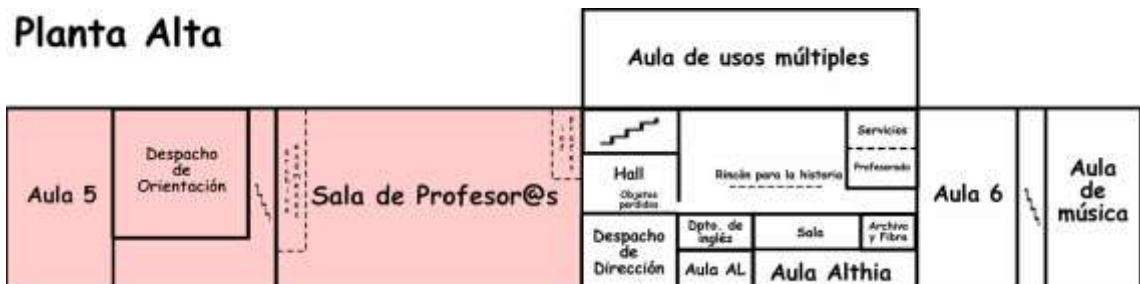 Planta Alta
Aula de usos múltiples
Aula 5
Despacho
de
Orientación
Sala de Profesor@s
Hall
Objetos
perdidos
Rincón para la historia
Servicios
Profesorado
Despacho
de
Dirección
Dpto. de
inglés
Sala
Archivo
y Fibra
Aula AL
Aula Althia
Aula 6
Aula
de
música